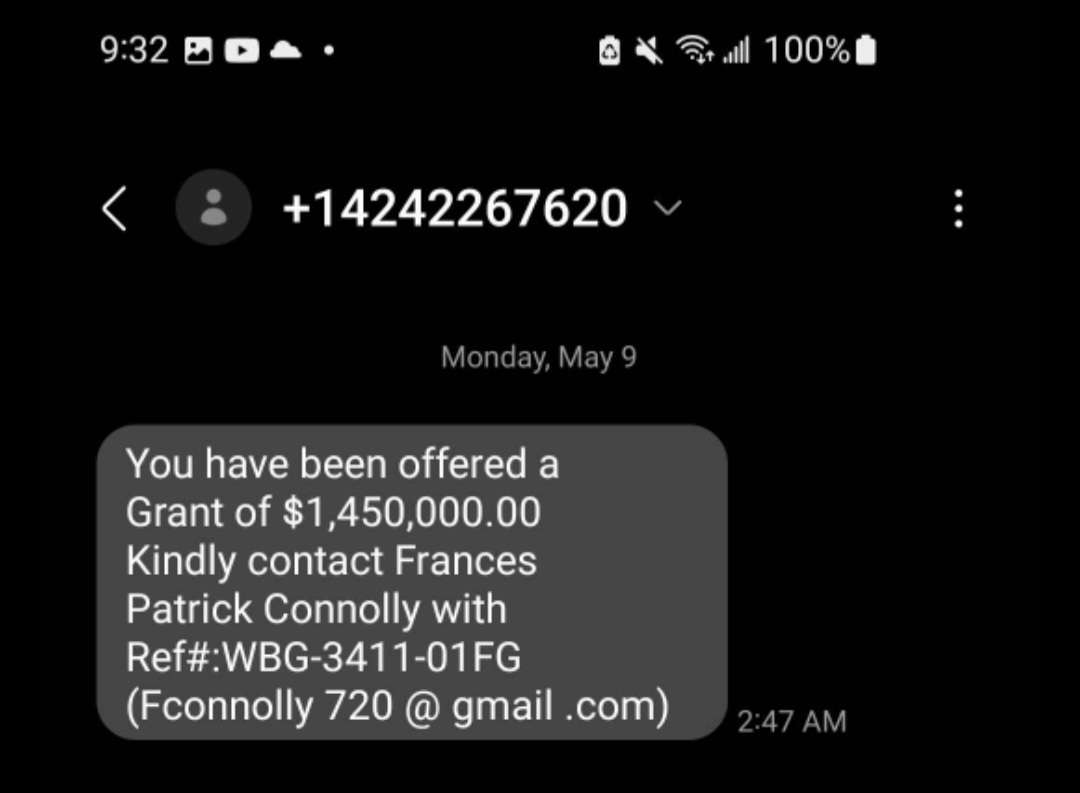 9:32 100%
+14242267620
Monday, May 9
You have been offered a
Grant of $1,450,000.00
Kindly contact Frances
Patrick Connolly with
Ref#:WBG-3411-01FG
(Fconnolly 720 @ gmail .com)
2:47 AM